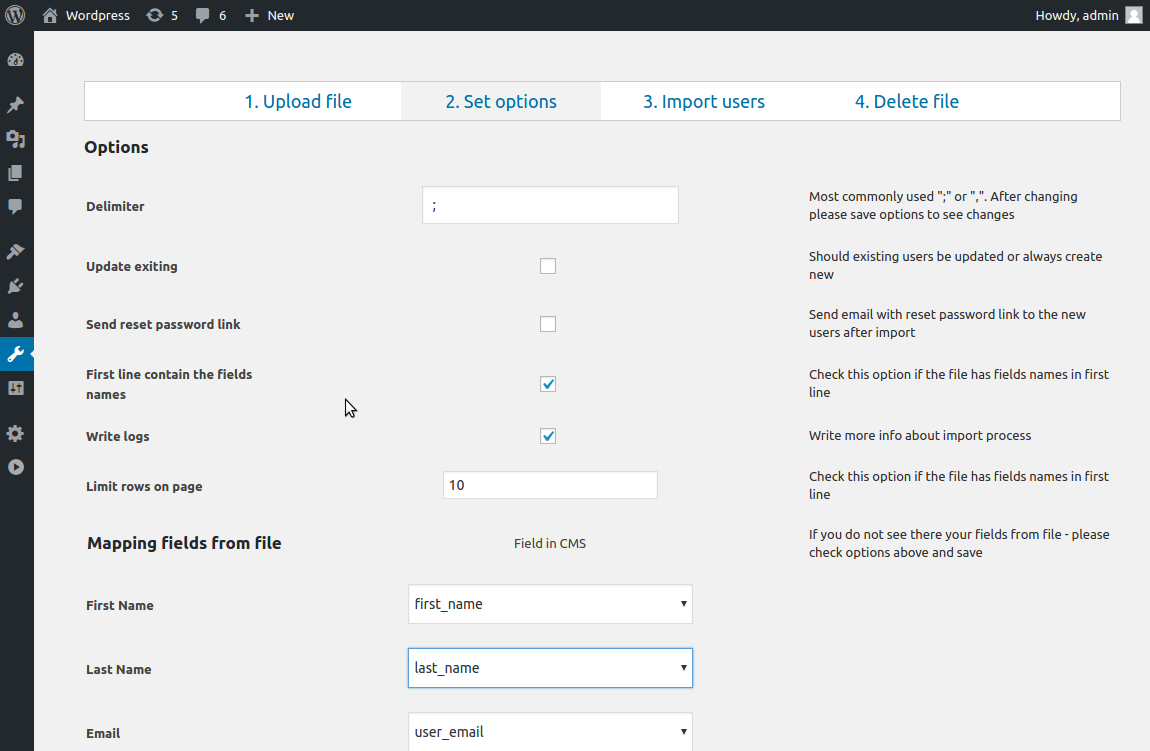 Wordpress 5 6 New Howdy, admin
1. Upload file 2. Set options 3. Import users 4. Delete file
Options
Delimiter
;
Most commonly used ";" or ",". After changing
please save options to see changes
Update exiting
Should existing users be updated or always create
new
Send reset password link
Send email with reset password link to the new
users after import
First line contain the fields
names
Check this option if the file has fields names in first
line
Write logs
Write more info about import process
Limit rows on page
10
Check this option if the file has fields names in first
line
Mapping fields from file
Field in CMS
If you do not see there your fields from file - please
check options above and save
First Name
first_name
Last Name
last_name
Email
user_email